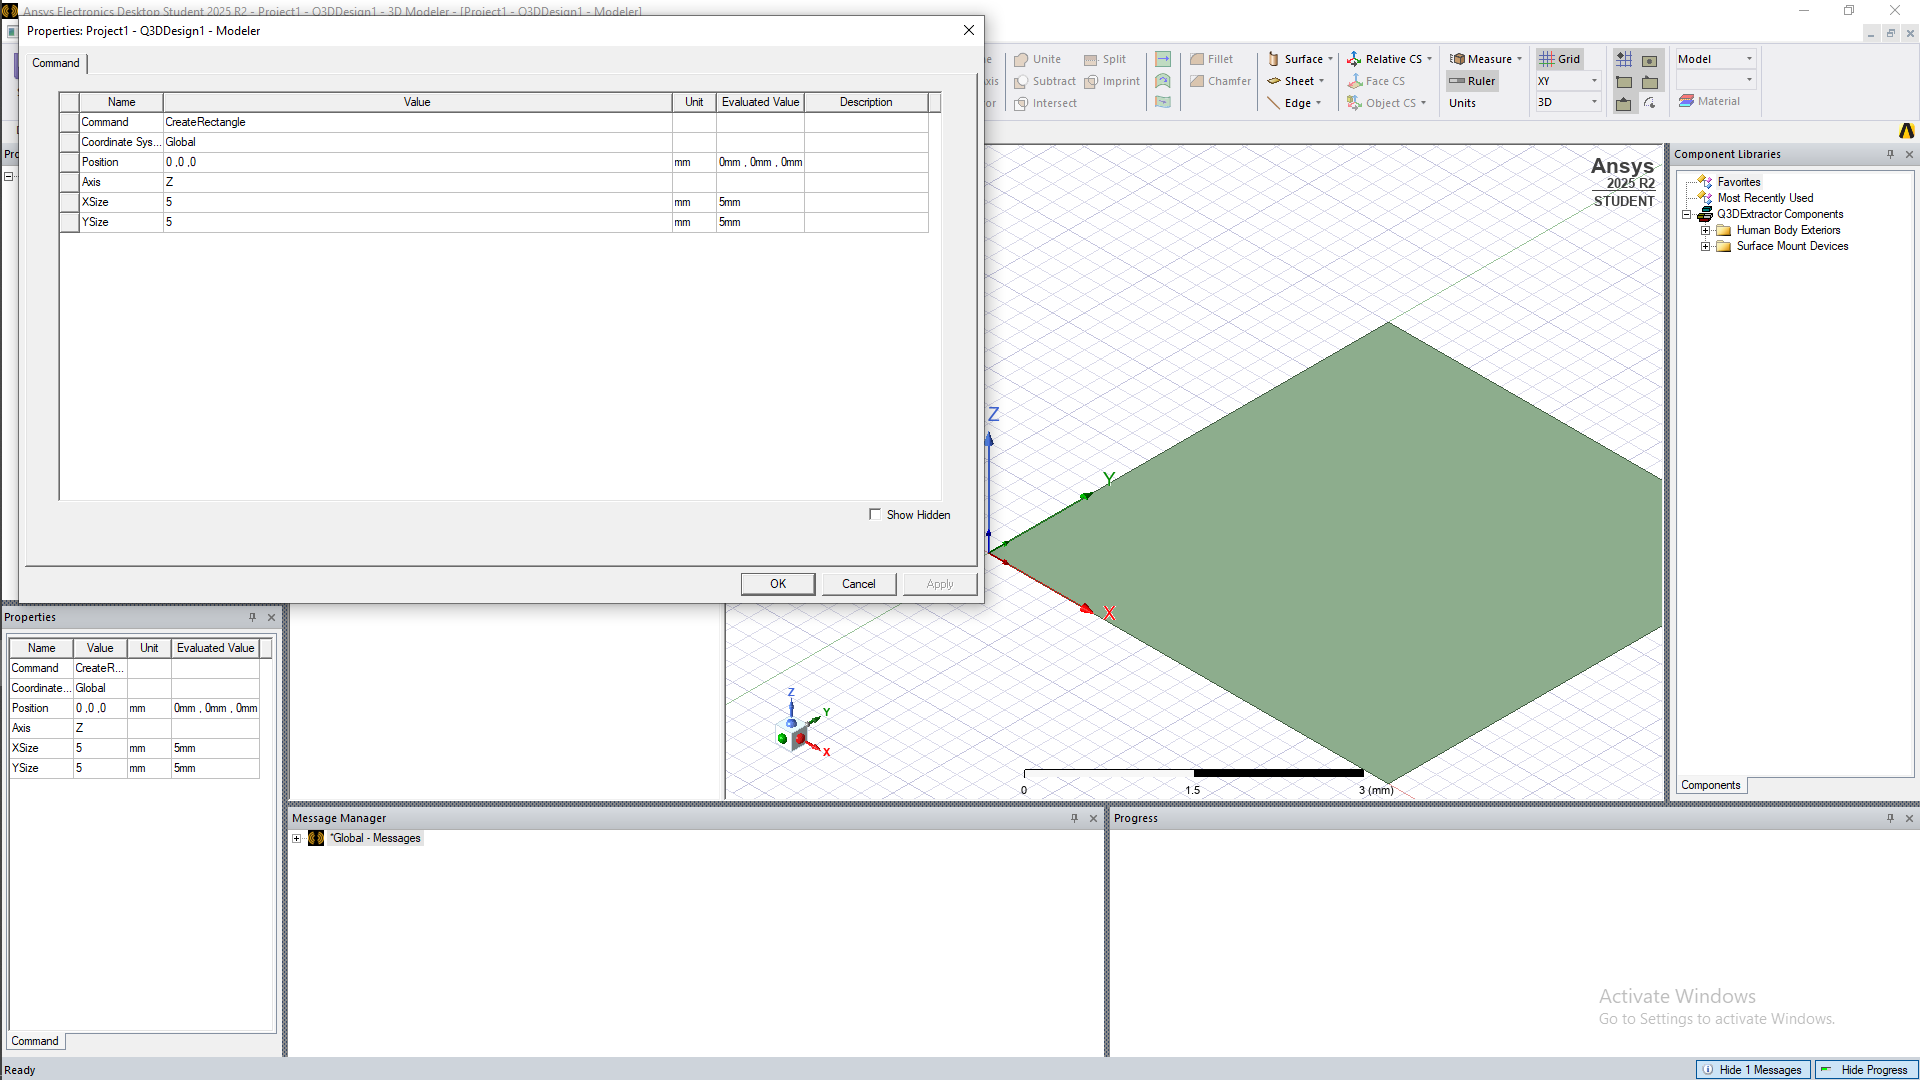 Ansys Electronics Desktop Student 2025 R2 - Project1 - Q3DDesign1 - 3D Modeler - [Project1 - Q3DDesign1 - Modeler]
Properties: Project1 - Q3DDesign1 - Modeler
Command
Name Value Unit Evaluated Value Description
Command CreateRectangle
Coordinate Sys... Global
Position 0 ,0 ,0 mm 0mm , 0mm , 0mm
Axis Z
XSize 5 mm 5mm
YSize 5 mm 5mm
Show Hidden
OK Cancel Apply
Unite Split Fillet Surface Relative CS Measure Grid Model
Subtract Imprint Chamfer Sheet Face CS Ruler XY
Intersect Edge Object CS Units 3D Material
Ansys
2025 R2
STUDENT
Z
Y
X
Z
Y
X
0 1.5 3 (mm)
Component Libraries
Favorites
Most Recently Used
Q3DExtractor Components
Human Body Exteriors
Surface Mount Devices
Components
Properties
Name Value Unit Evaluated Value
Command CreateR...
Coordinate... Global
Position 0 ,0 ,0 mm 0mm , 0mm , 0mm
Axis Z
XSize 5 mm 5mm
YSize 5 mm 5mm
Command
Message Manager
*Global - Messages
Progress
Activate Windows
Go to Settings to activate Windows.
Ready
Hide 1 Messages Hide Progress